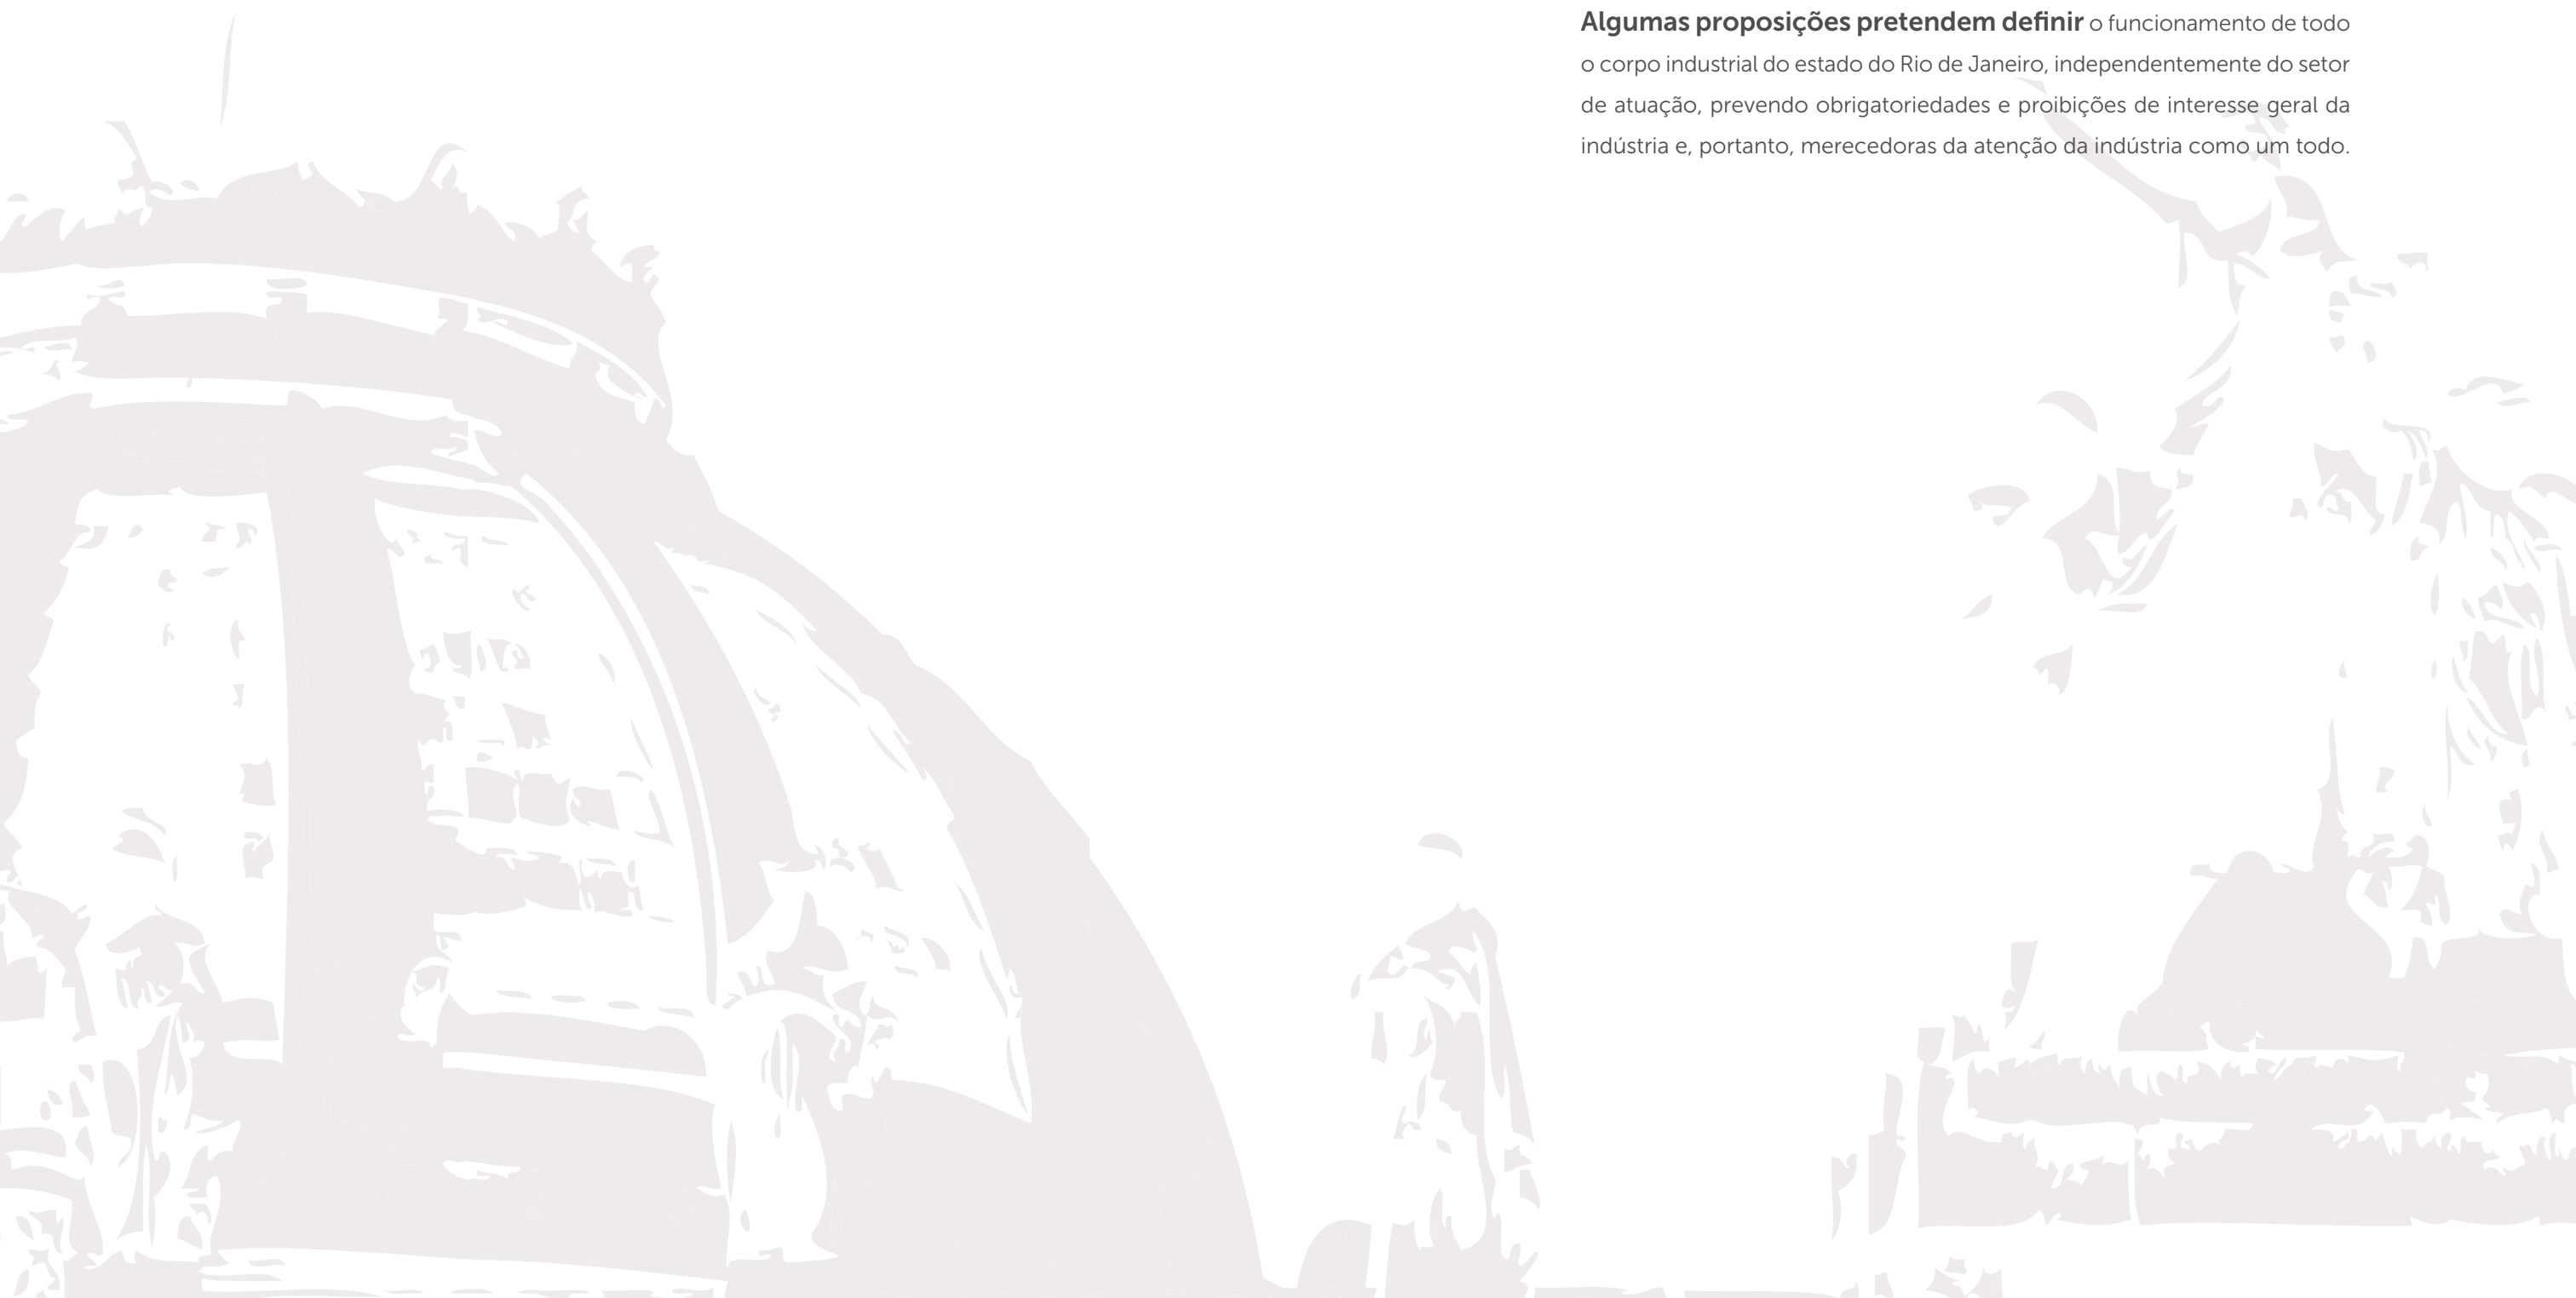 Algumas proposições pretendem definir o funcionamento de todo
o corpo industrial do estado do Rio de Janeiro, independentemente do setor
de atuação, prevendo obrigatoriedades e proibições de interesse geral da
indústria e, portanto, merecedoras da atenção da indústria como um todo.